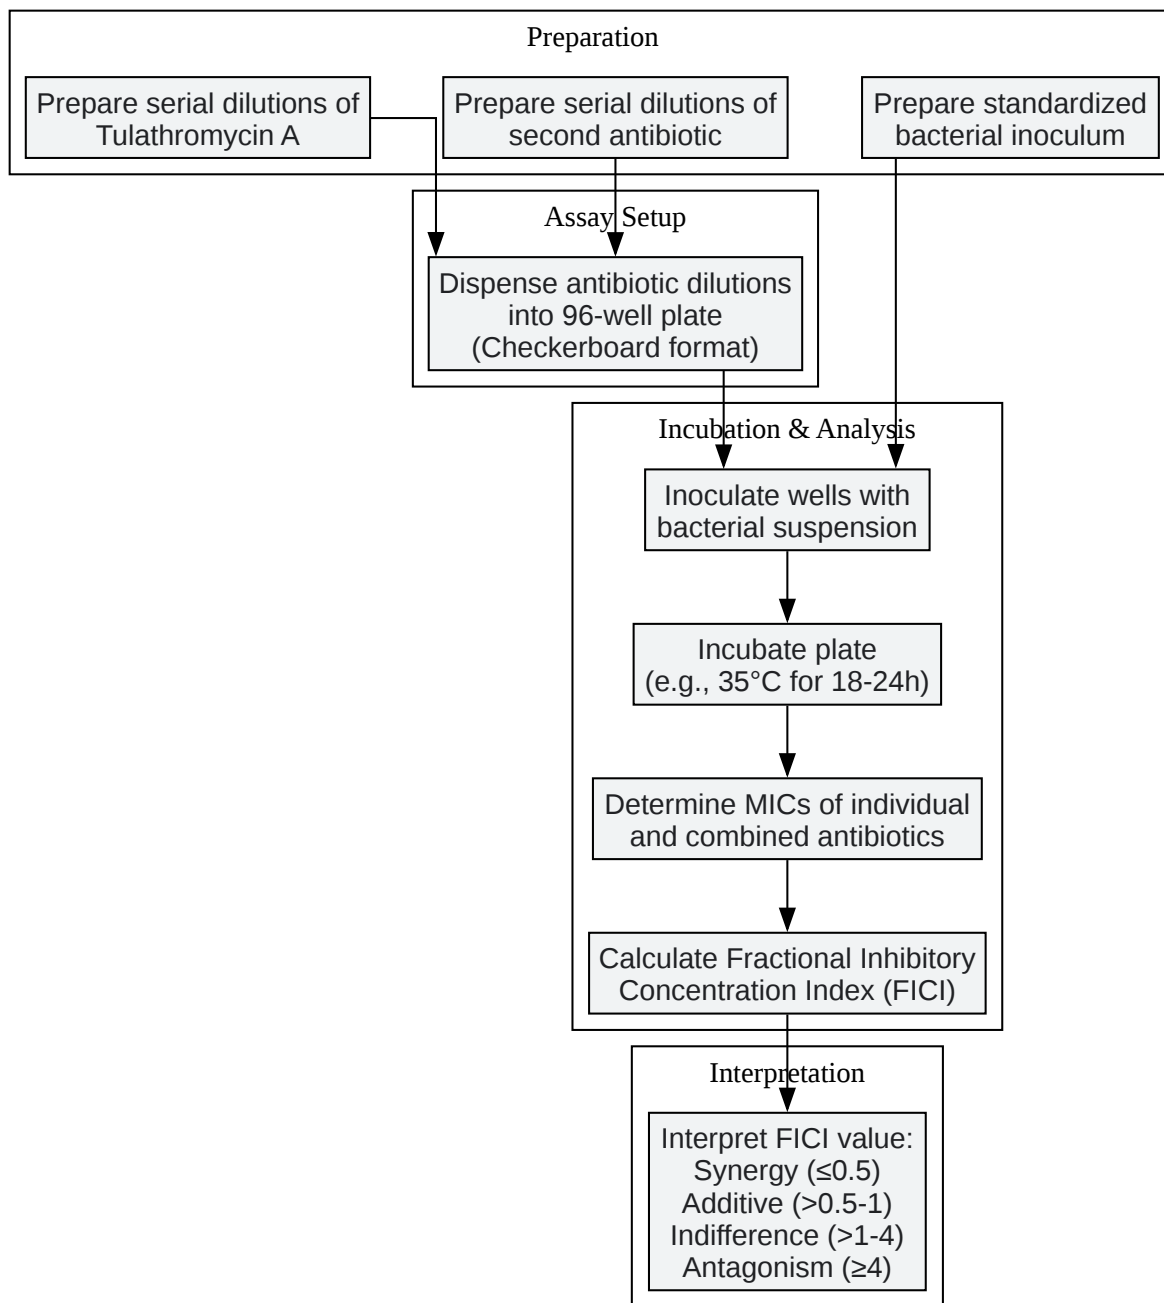 Preparation
Prepare serial dilutions of
Tulathromycin A
Prepare serial dilutions of
second antibiotic
Prepare standardized
bacterial inoculum
Assay Setup
Dispense antibiotic dilutions
into 96-well plate
(Checkerboard format)
Incubation & Analysis
Inoculate wells with
bacterial suspension
Incubate plate
(e.g., 35°C for 18-24h)
Determine MICs of individual
and combined antibiotics
Calculate Fractional Inhibitory
Concentration Index (FICI)
Interpretation
Interpret FICI value:
Synergy (≤0.5)
Additive (>0.5-1)
Indifference (>1-4)
Antagonism (≥4)